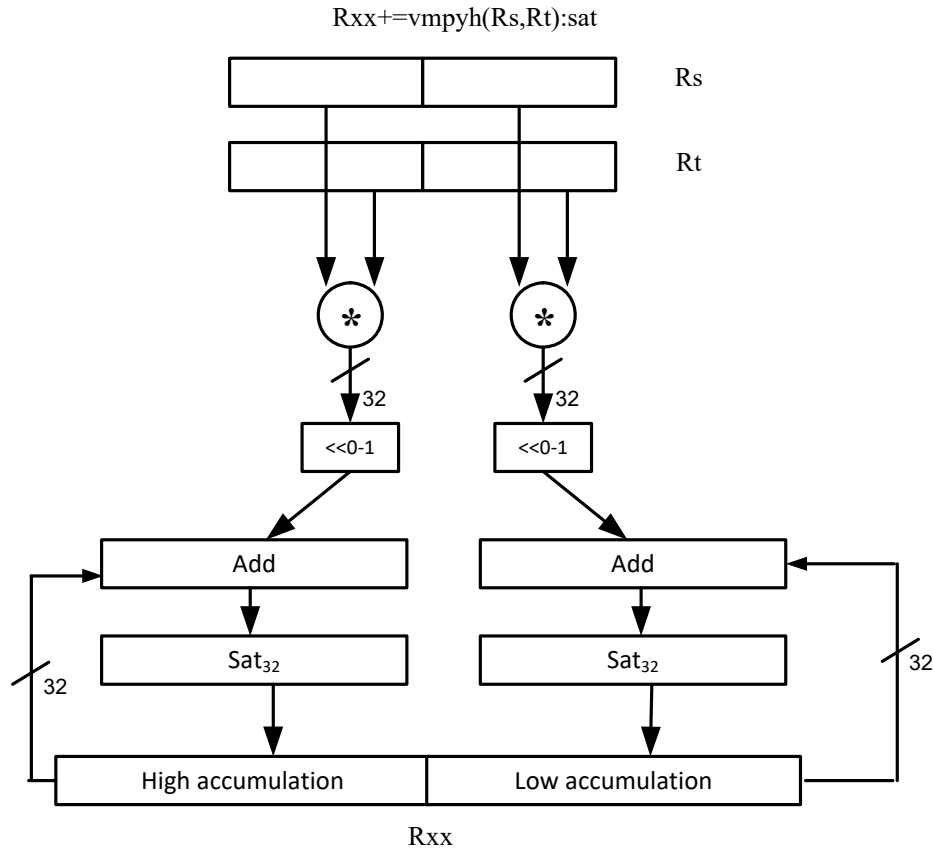 Rxx+=vmpyh(Rs,Rt):sat
Rs
Rt
* *
32 32
<<0-1 <<0-1
Add Add
Sat₃₂ Sat₃₂
32 32
High accumulation Low accumulation
Rxx